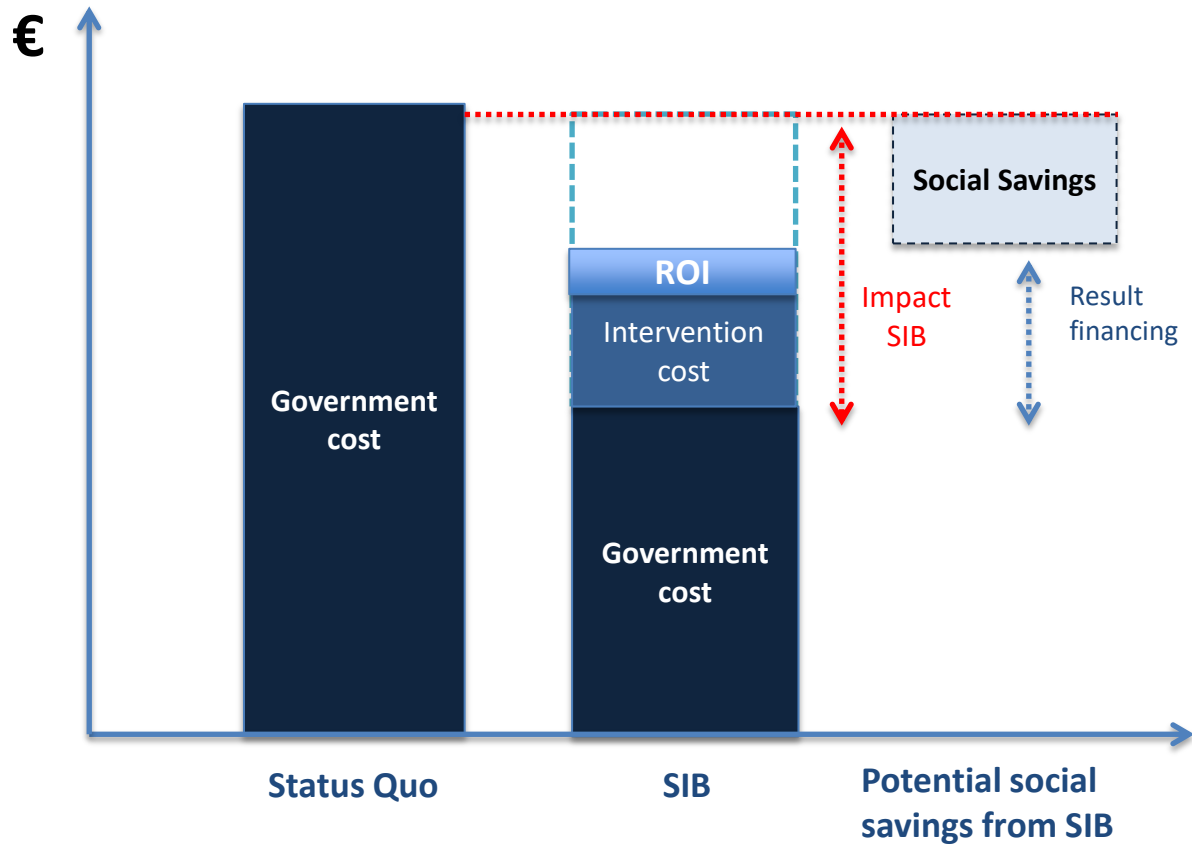 €
Social Savings
ROI
Impact
SIB
Result
financing
Intervention
cost
Government
cost
Government
cost
Status Quo
SIB
Potential social
savings from SIB